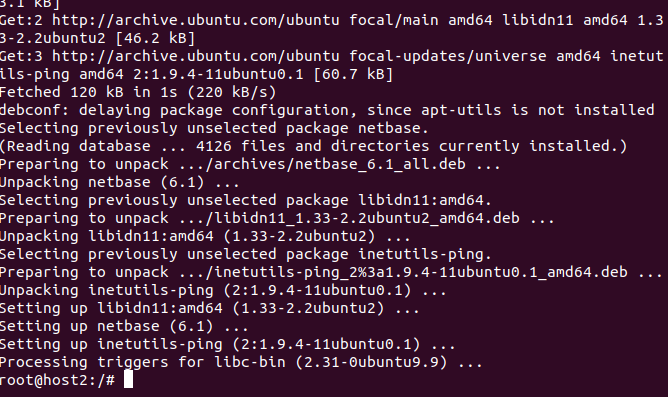 3.1 kB]
Get:2 http://archive.ubuntu.com/ubuntu focal/main amd64 libidn11 amd64 1.3
3-2.2ubuntu2 [46.2 kB]
Get:3 http://archive.ubuntu.com/ubuntu focal-updates/universe amd64 inetut
ils-ping amd64 2:1.9.4-11ubuntu0.1 [60.7 kB]
Fetched 120 kB in 1s (220 kB/s)
debconf: delaying package configuration, since apt-utils is not installed
Selecting previously unselected package netbase.
(Reading database ... 4126 files and directories currently installed.)
Preparing to unpack .../archives/netbase_6.1_all.deb ...
Unpacking netbase (6.1) ...
Selecting previously unselected package libidn11:amd64.
Preparing to unpack .../libidn11_1.33-2.2ubuntu2_amd64.deb ...
Unpacking libidn11:amd64 (1.33-2.2ubuntu2) ...
Selecting previously unselected package inetutils-ping.
Preparing to unpack .../inetutils-ping_2%3a1.9.4-11ubuntu0.1_amd64.deb ...
Unpacking inetutils-ping (2:1.9.4-11ubuntu0.1) ...
Setting up libidn11:amd64 (1.33-2.2ubuntu2) ...
Setting up netbase (6.1) ...
Setting up inetutils-ping (2:1.9.4-11ubuntu0.1) ...
Processing triggers for libc-bin (2.31-0ubuntu9.9) ...
root@host2:/#